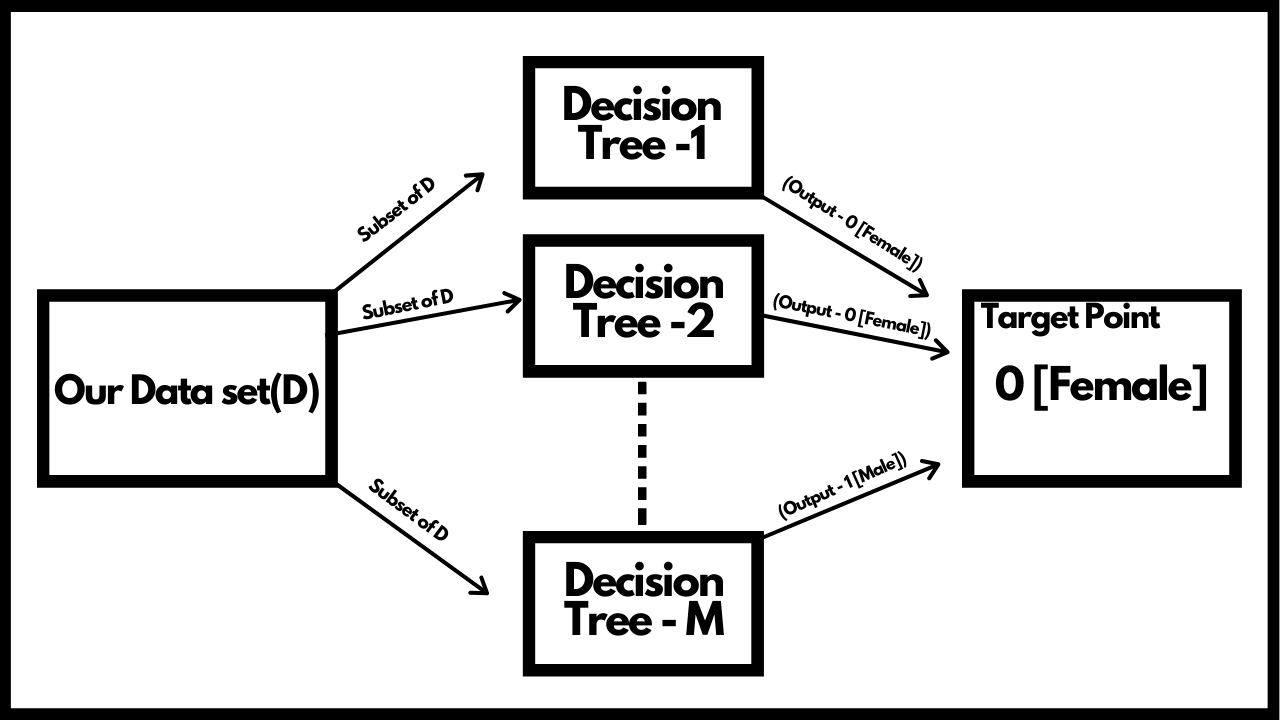 Decision
Tree -1
Subset of D
(Output - 0 [Female])
Decision
Tree -2
Subset of D
(Output - 0 [Female])
Our Data set(D)
Target Point
0 [Female]
Subset of D
(Output - 1 [Male])
Decision
Tree - M